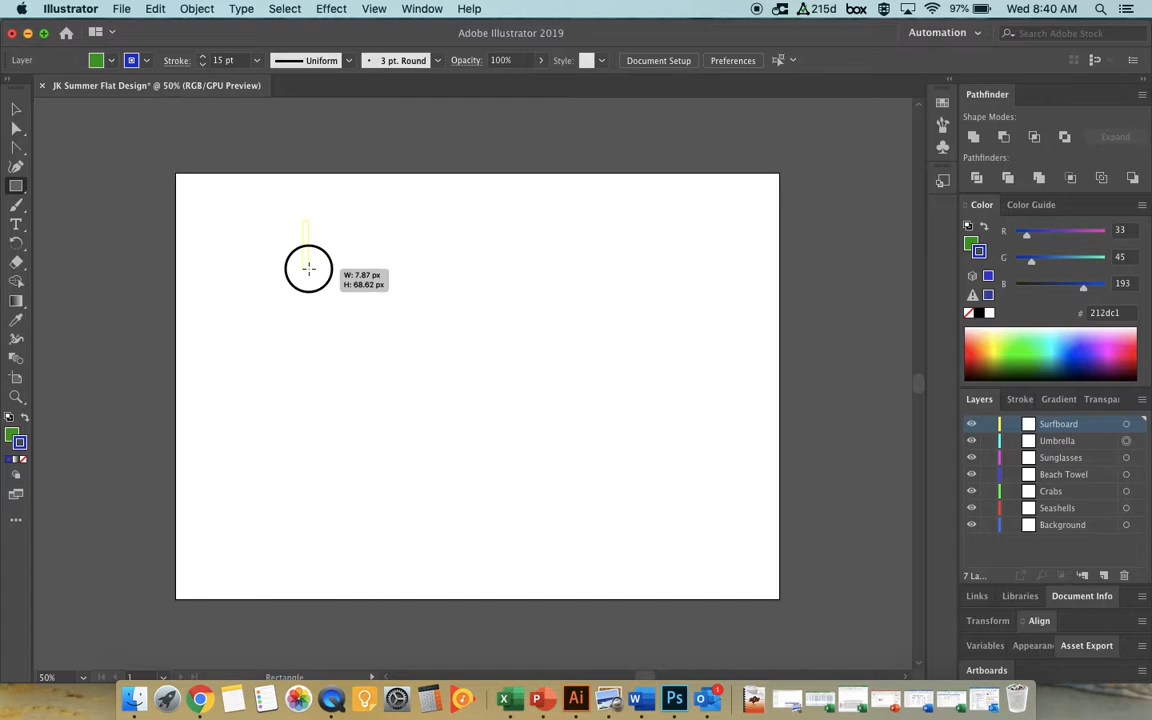 Illustrator File Edit Object Type Select Effect View Window Help 215d box 97% Wed 8:40 AM
Adobe Illustrator 2019 Automation Search Adobe Stock
Layer Stroke: 15 pt Uniform 3 pt. Round Opacity: 100% Style: Document Setup Preferences
JK Summer Flat Design* @ 50% (RGB/GPU Preview)
Pathfinder
Shape Modes:
Expand
Pathfinders:
Color Color Guide
R 33
G 45
B 193
# 212dc1
W: 7.87 px
H: 68.62 px
Layers Stroke Gradient Transpa
Surfboard
Umbrella
Sunglasses
Beach Towel
Crabs
Seashells
Background
7 La...
Links Libraries Document Info
Transform Align
Variables Appearan Asset Export
Artboards
50% 1 Rectangle